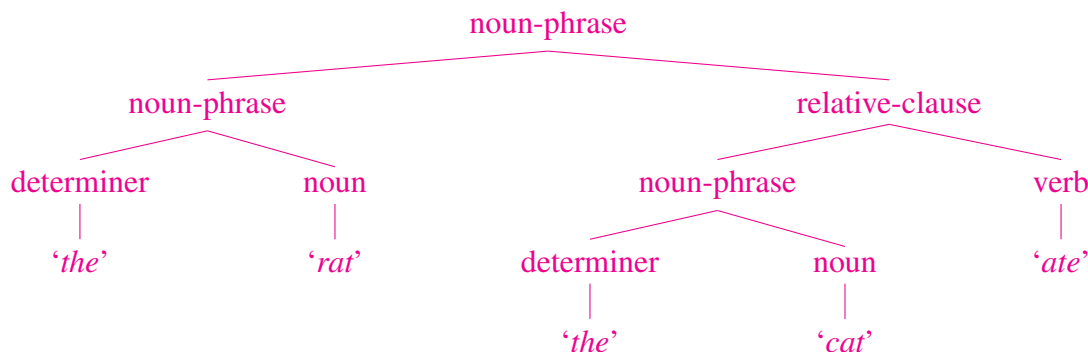 noun-phrase
noun-phrase relative-clause
determiner noun noun-phrase verb
‘the’ ‘rat’ determiner noun ‘ate’
‘the’ ‘cat’